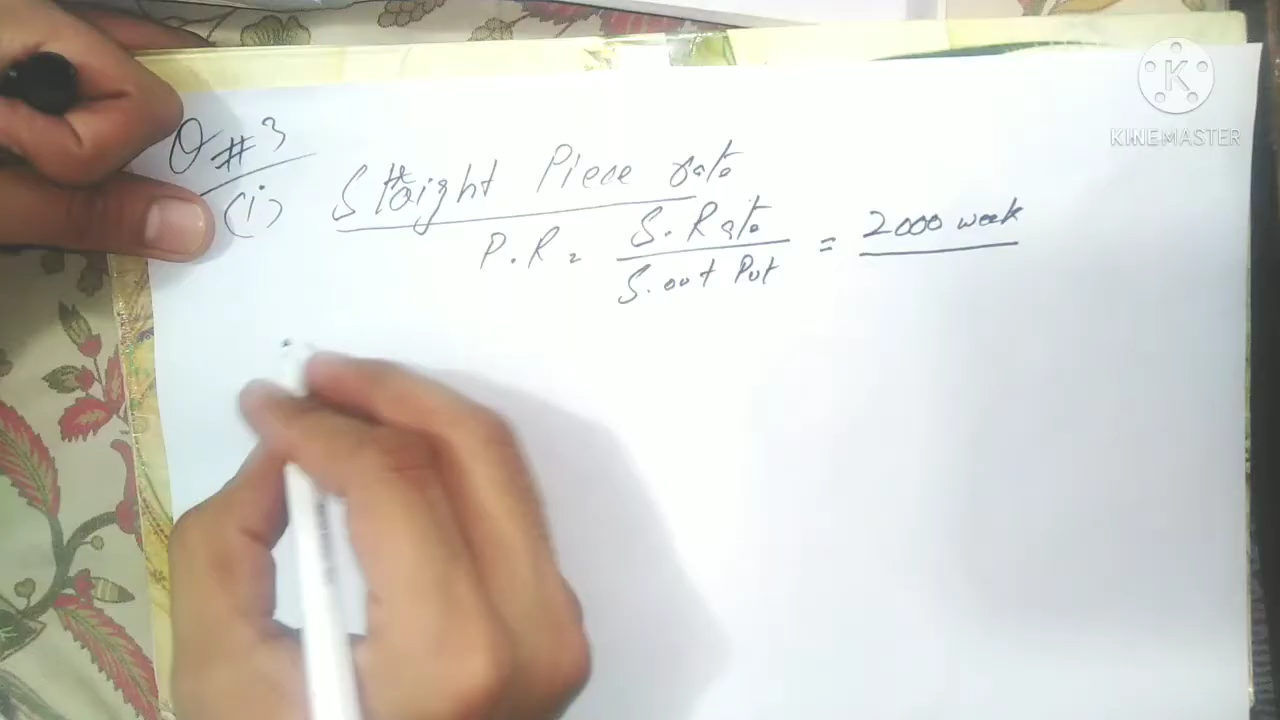 Q#3
(i) Straight Piece rate
P.R = S.Rate / S.out Put = 2000 week
K
KINEMASTER